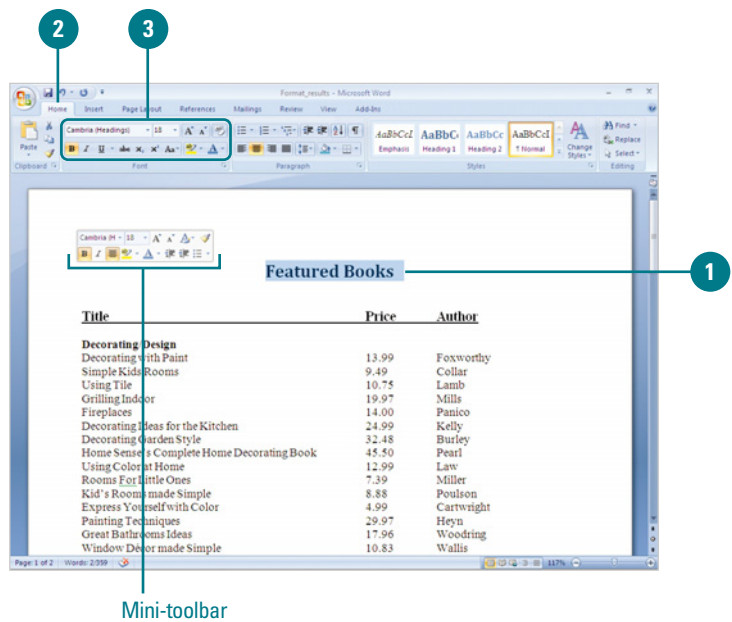 2 3
Format_results - Microsoft Word
Home Insert Page Layout References Mailings Review View Add-Ins
Cambria (Headings) 18 A A Aa
Paste B I U abc x, x² Aa A
AaBbCcI AaBbC AaBbCc AaBbCcI
Emphasis Heading 1 Heading 2 ¶ Normal
Change Styles
Find
Replace
Select
Clipboard Font Paragraph Styles Editing
Cambria (H 18 A A A
B I A
Featured Books 1
Title Price Author
Decorating/Design
Decorating with Paint 13.99 Foxworthy
Simple Kids Rooms 9.49 Collar
Using Tile 10.75 Lamb
Grilling Indoor 19.97 Mills
Fireplaces 14.00 Panico
Decorating Ideas for the Kitchen 24.99 Kelly
Decorating Garden Style 32.48 Burley
Home Sense's Complete Home Decorating Book 45.50 Pearl
Using Color at Home 12.99 Law
Rooms For Little Ones 7.39 Miller
Kid's Rooms made Simple 8.88 Poulson
Express Yourself with Color 4.99 Cartwright
Painting Techniques 29.97 Heyn
Great Bathrooms Ideas 17.96 Woodring
Window Décor made Simple 10.83 Wallis
Page: 1 of 2 Words: 2/359 117%
Mini-toolbar